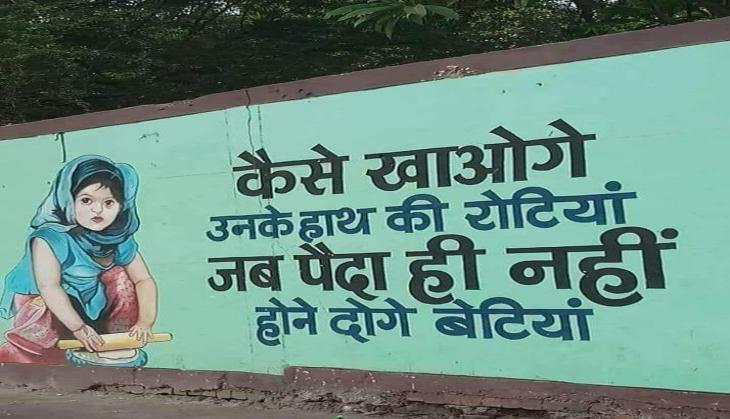 कैसे खाओगे
उनके हाथ की रोटियां
जब पैदा ही नहीं
होने दोगे बेटियां